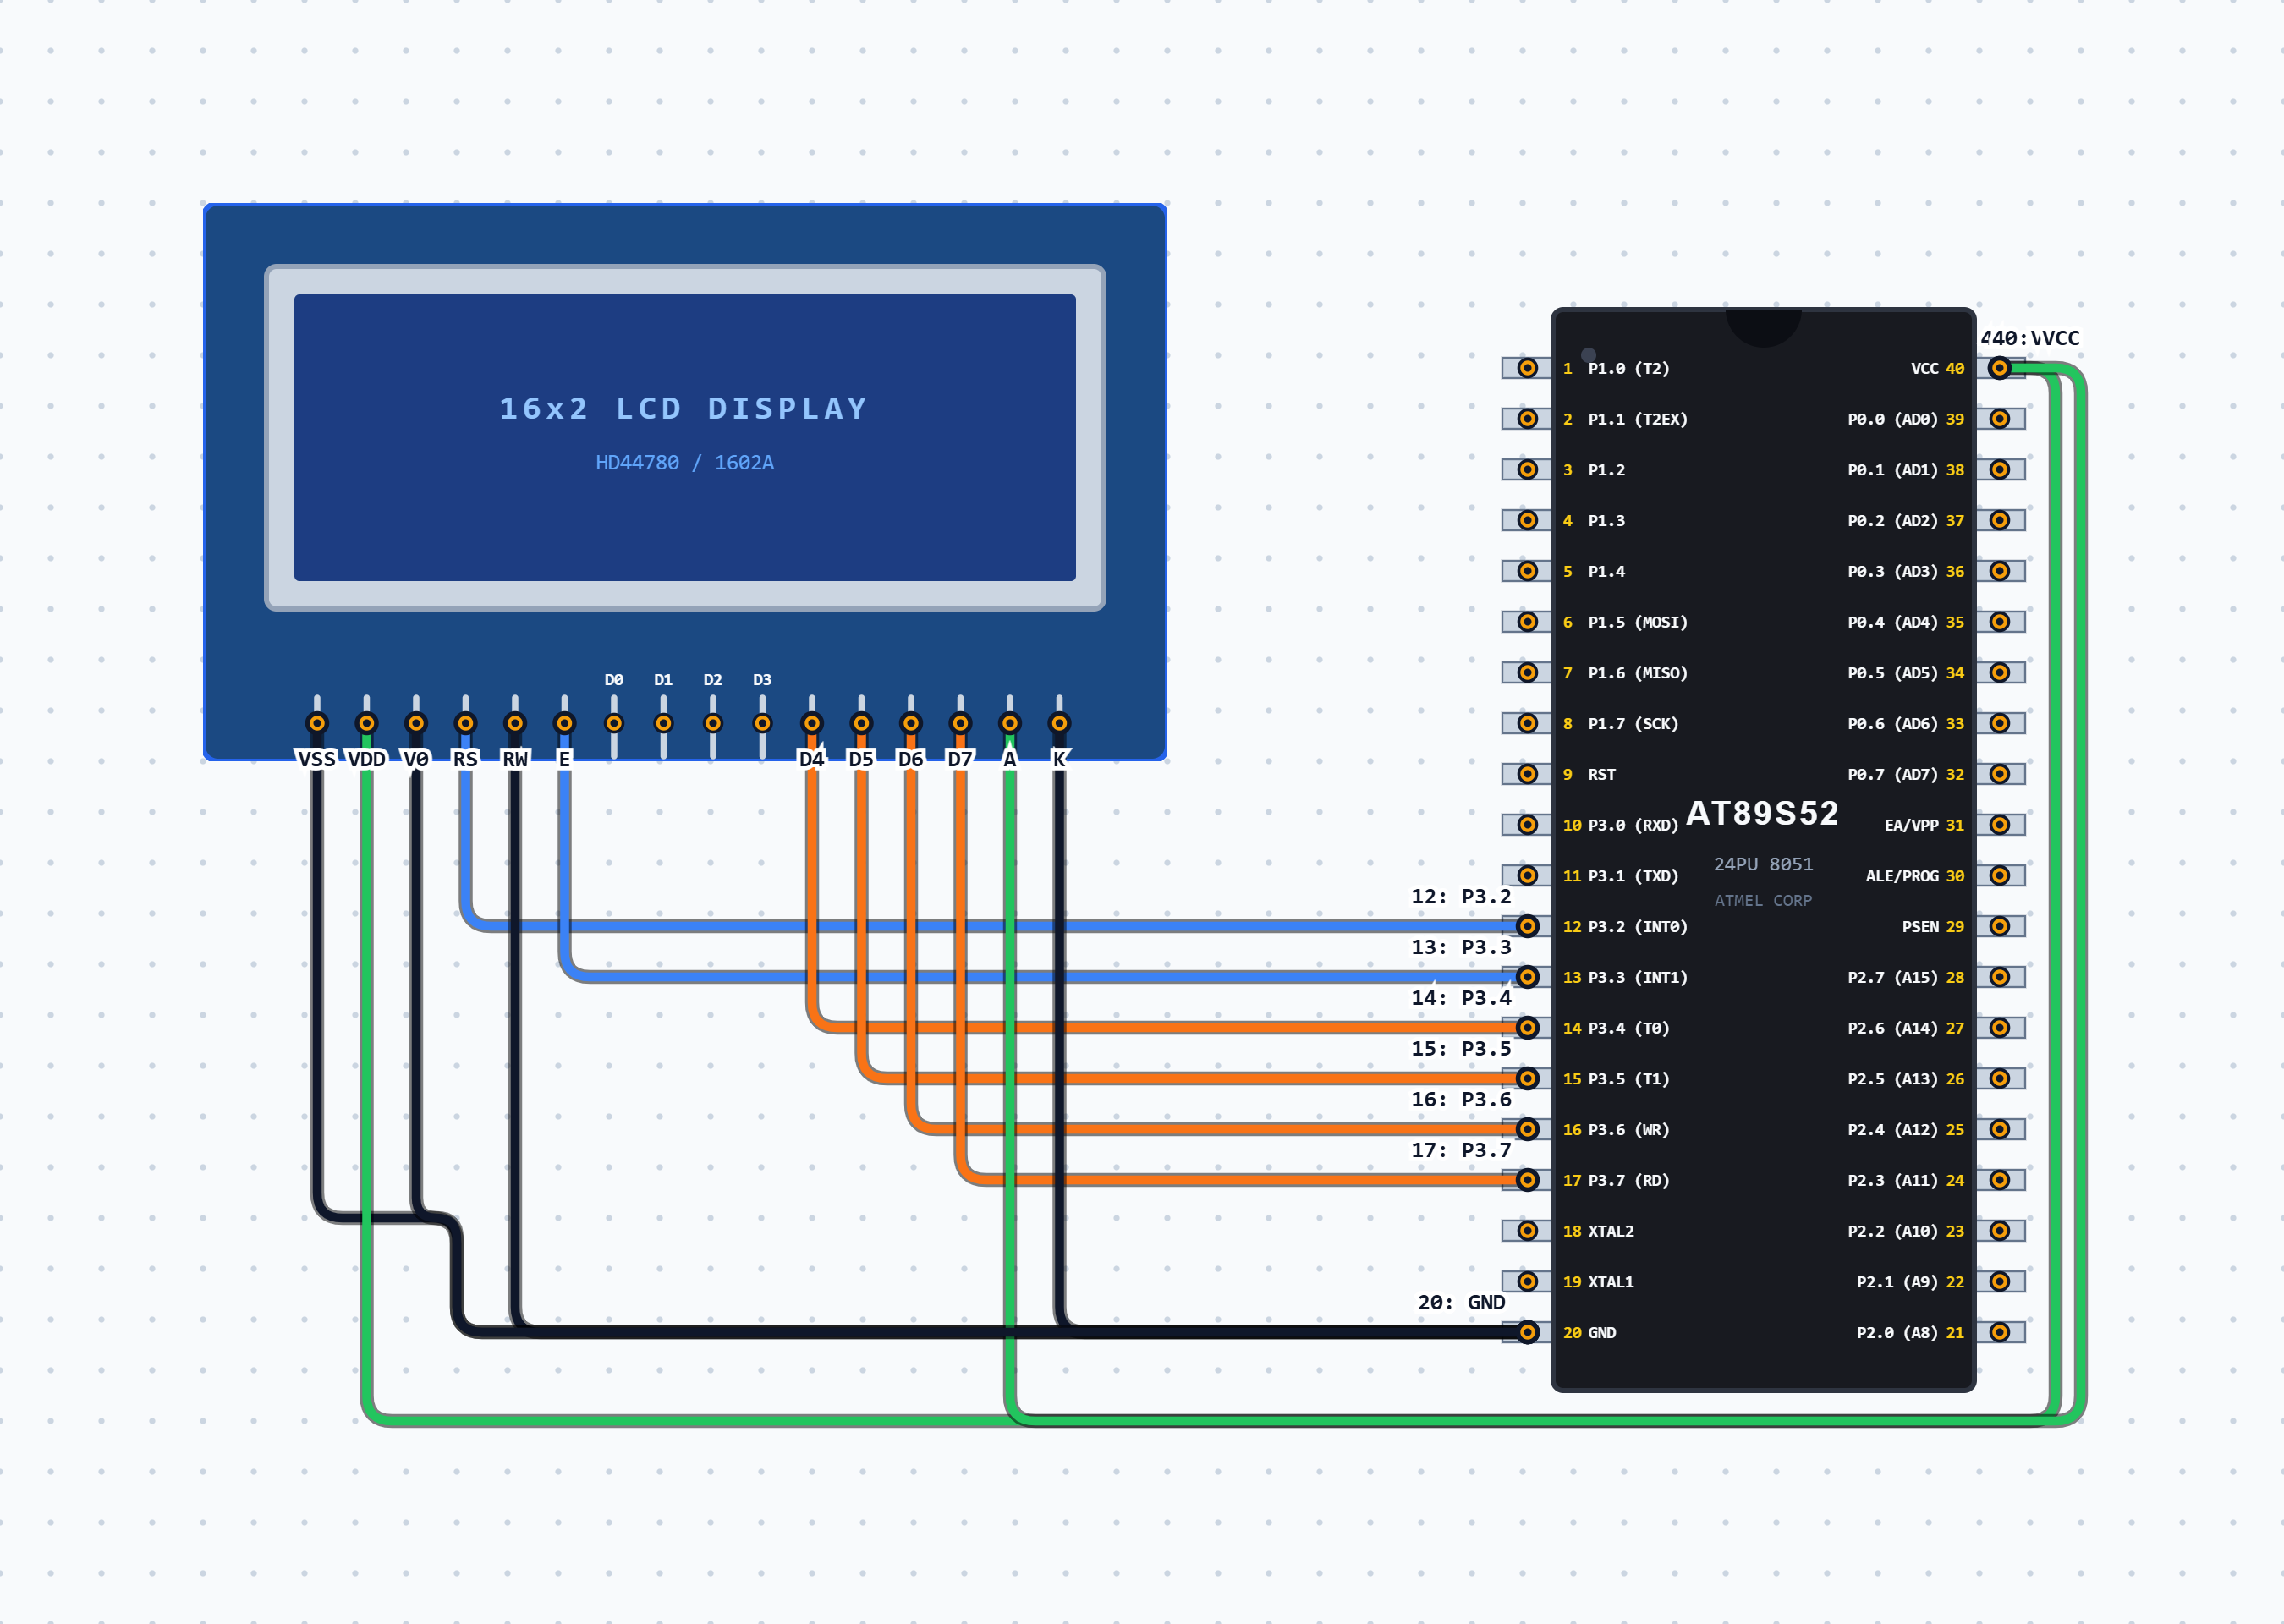 16x2 LCD DISPLAY
HD44780 / 1602A
D0 D1 D2 D3
VSS VDD V0 RS RW E D4 D5 D6 D7 A K
12: P3.2
13: P3.3
14: P3.4
15: P3.5
16: P3.6
17: P3.7
20: GND
1 P1.0 (T2) VCC 40
2 P1.1 (T2EX) P0.0 (AD0) 39
3 P1.2 P0.1 (AD1) 38
4 P1.3 P0.2 (AD2) 37
5 P1.4 P0.3 (AD3) 36
6 P1.5 (MOSI) P0.4 (AD4) 35
7 P1.6 (MISO) P0.5 (AD5) 34
8 P1.7 (SCK) P0.6 (AD6) 33
9 RST P0.7 (AD7) 32
AT89S52
10 P3.0 (RXD) EA/VPP 31
24PU 8051
11 P3.1 (TXD) ALE/PROG 30
ATMEL CORP
12 P3.2 (INT0) PSEN 29
13 P3.3 (INT1) P2.7 (A15) 28
14 P3.4 (T0) P2.6 (A14) 27
15 P3.5 (T1) P2.5 (A13) 26
16 P3.6 (WR) P2.4 (A12) 25
17 P3.7 (RD) P2.3 (A11) 24
18 XTAL2 P2.2 (A10) 23
19 XTAL1 P2.1 (A9) 22
20 GND P2.0 (A8) 21